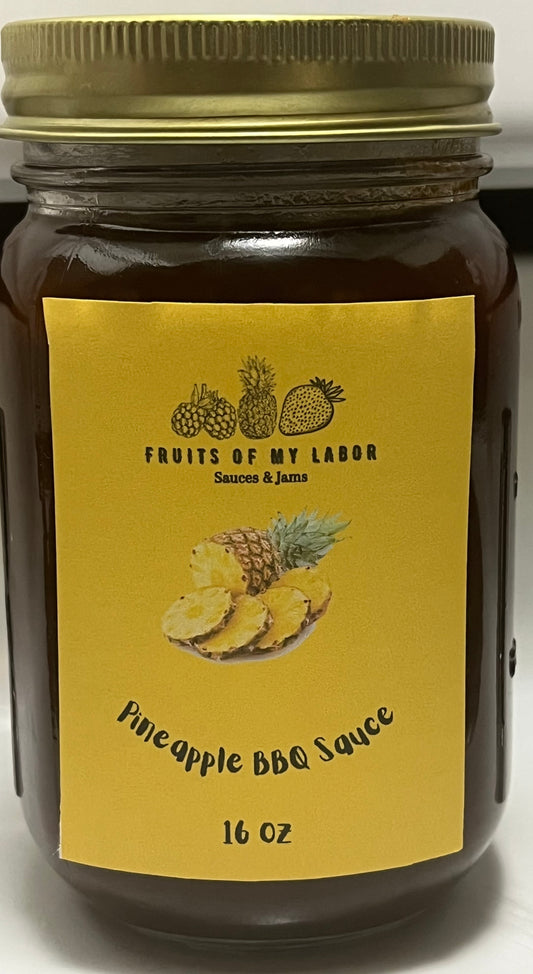 FRUITS OF MY LABOR
Sauces & Jams
Pineapple BBQ Sauce
16 OZ